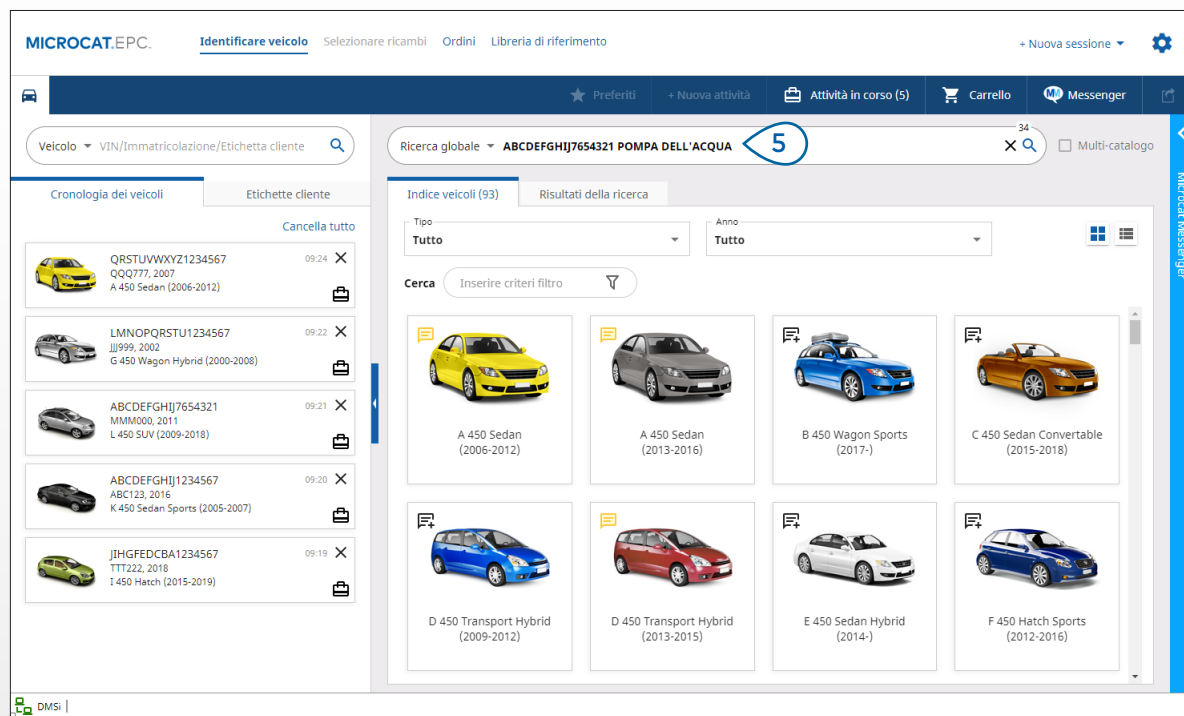 MICROCAT.EPC.
Identificare veicolo Selezionare ricambi Ordini Libreria di riferimento
+ Nuova sessione
Preferiti + Nuova attività Attività in corso (5) Carrello Messenger
Veicolo VIN/Immatricolazione/Etichetta cliente
Ricerca globale ABCDEFGHIJ7654321 POMPA DELL'ACQUA 5 34 Multi-catalogo
Cronologia dei veicoli Etichette cliente
Cancella tutto
QRSTUVWXYZ1234567 09:24
QQQ777, 2007
A 450 Sedan (2006-2012)
LMNOPQRSTU1234567 09:22
JJJ999, 2002
G 450 Wagon Hybrid (2000-2008)
ABCDEFGHIJ7654321 09:21
MMM000, 2011
L 450 SUV (2009-2018)
ABCDEFGHIJ1234567 09:20
ABC123, 2016
K 450 Sedan Sports (2005-2007)
JIHGFEDCBA1234567 09:19
TTT222, 2018
I 450 Hatch (2015-2019)
Indice veicoli (93) Risultati della ricerca
Tipo
Tutto
Anno
Tutto
Cerca Inserire criteri filtro
A 450 Sedan
(2006-2012)
A 450 Sedan
(2013-2016)
B 450 Wagon Sports
(2017-)
C 450 Sedan Convertable
(2015-2018)
D 450 Transport Hybrid
(2009-2012)
D 450 Transport Hybrid
(2013-2015)
E 450 Sedan Hybrid
(2014-)
F 450 Hatch Sports
(2012-2016)
Microcat Messenger
DMSi